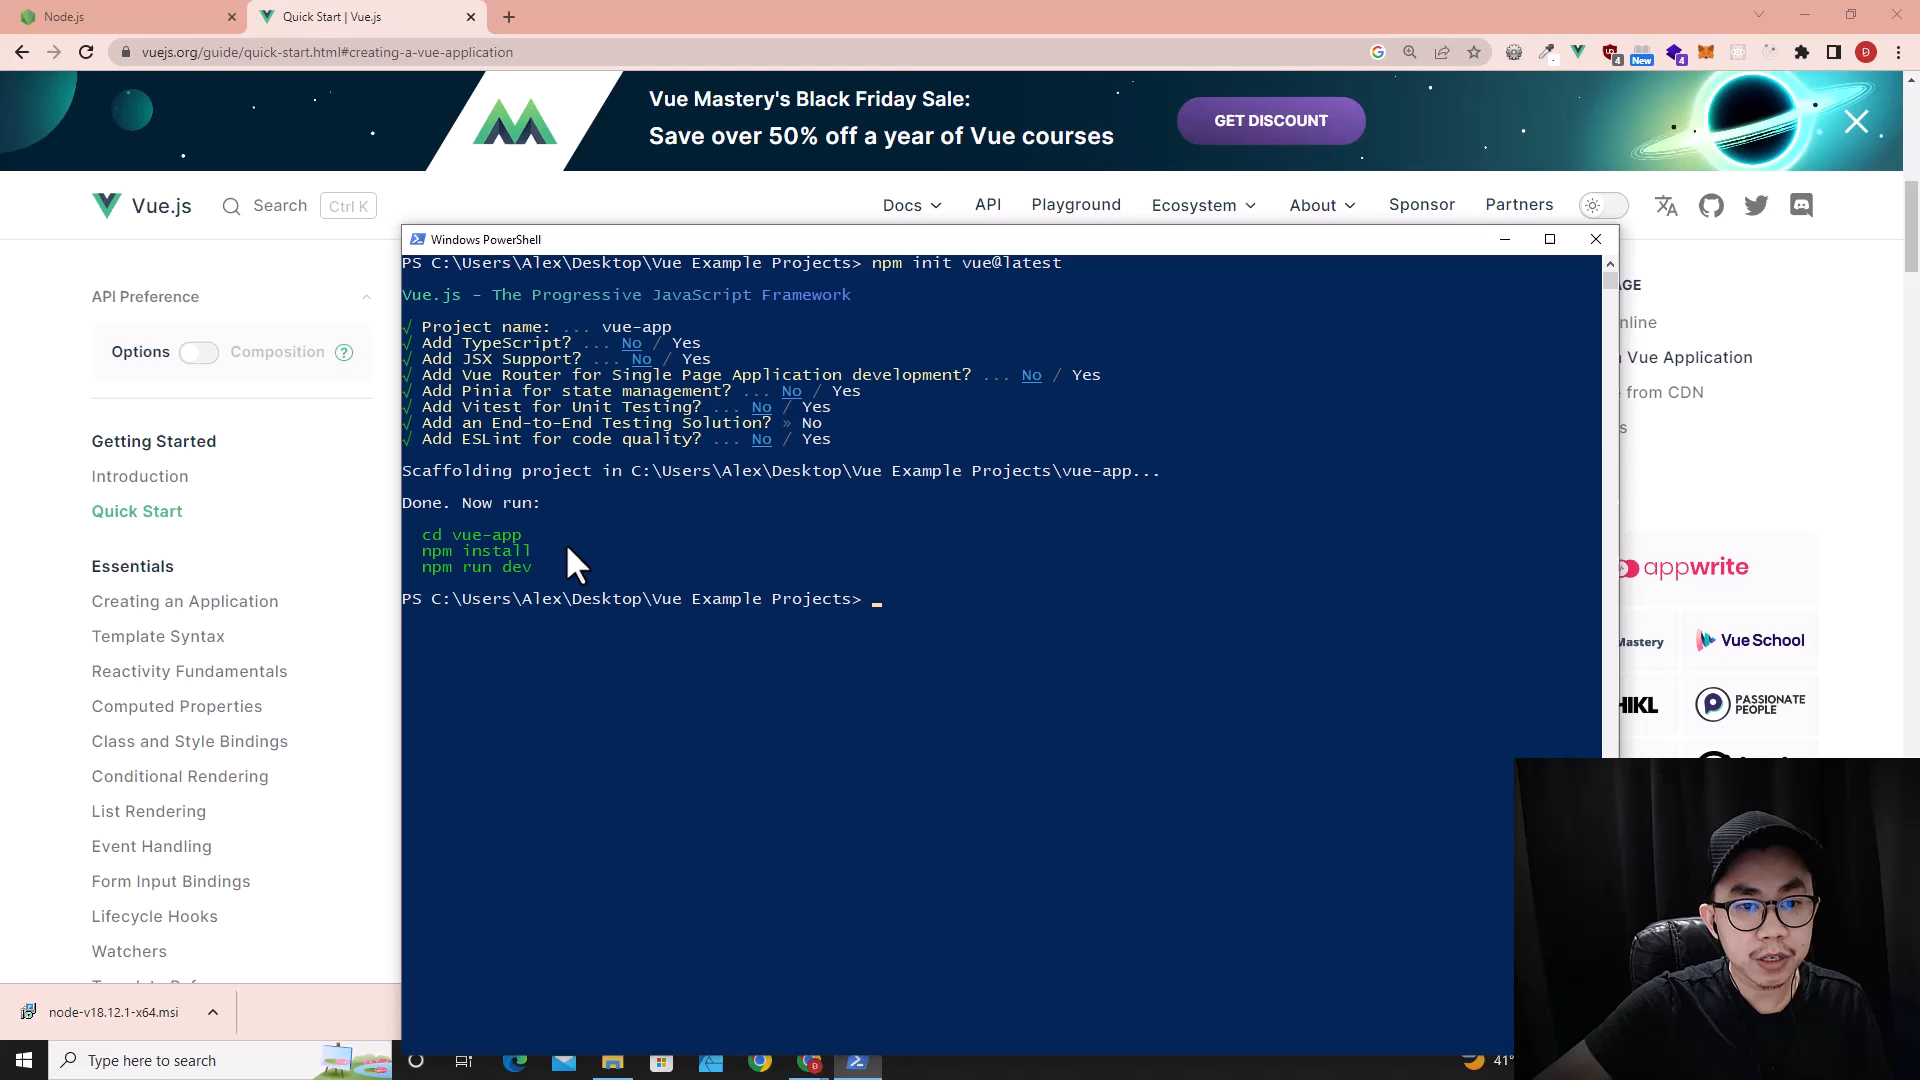 Node.js
Quick Start | Vue.js
vuejs.org/guide/quick-start.html#creating-a-vue-application
4
New
4
D
Vue Mastery's Black Friday Sale:
Save over 50% off a year of Vue courses
GET DISCOUNT
Vue.js
Search
Ctrl K
Docs
API
Playground
Ecosystem
About
Sponsor
Partners
API Preference
Options
Composition
?
Getting Started
Introduction
Quick Start
Essentials
Creating an Application
Template Syntax
Reactivity Fundamentals
Computed Properties
Class and Style Bindings
Conditional Rendering
List Rendering
Event Handling
Form Input Bindings
Lifecycle Hooks
Watchers
Windows PowerShell
PS C:\Users\Alex\Desktop\Vue Example Projects> npm init vue@latest
Vue.js - The Progressive JavaScript Framework
√ Project name: ... vue-app
√ Add TypeScript? ... No / Yes
√ Add JSX Support? ... No / Yes
√ Add Vue Router for Single Page Application development? ... No / Yes
√ Add Pinia for state management? ... No / Yes
√ Add Vitest for Unit Testing? ... No / Yes
√ Add an End-to-End Testing Solution? » No
√ Add ESLint for code quality? ... No / Yes
Scaffolding project in C:\Users\Alex\Desktop\Vue Example Projects\vue-app...
Done. Now run:
cd vue-app
npm install
npm run dev
PS C:\Users\Alex\Desktop\Vue Example Projects>
AGE
nline
Vue Application
from CDN
s
appwrite
Mastery
Vue School
HIKL
PASSIONATE
PEOPLE
node-v18.12.1-x64.msi
Type here to search
41°